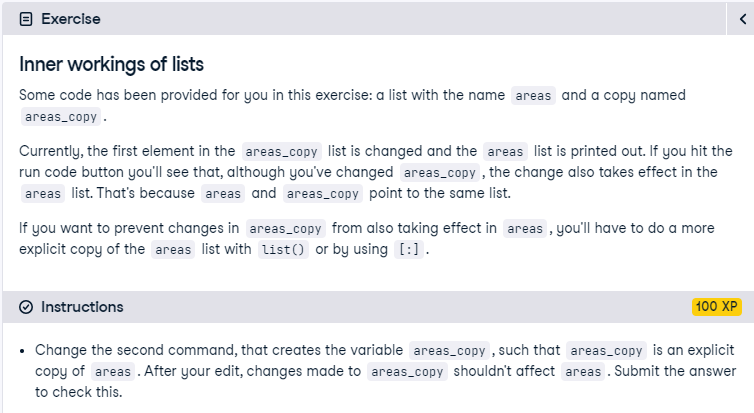 Exercise
Inner workings of lists
Some code has been provided for you in this exercise: a list with the name areas and a copy named
areas_copy.
Currently, the first element in the areas_copy list is changed and the areas list is printed out. If you hit the
run code button you'll see that, although you've changed areas_copy, the change also takes effect in the
areas list. That's because areas and areas_copy point to the same list.
If you want to prevent changes in areas_copy from also taking effect in areas, you'll have to do a more
explicit copy of the areas list with list() or by using [:].
Instructions 100 XP
• Change the second command, that creates the variable areas_copy, such that areas_copy is an explicit
copy of areas. After your edit, changes made to areas_copy shouldn't affect areas. Submit the answer
to check this.